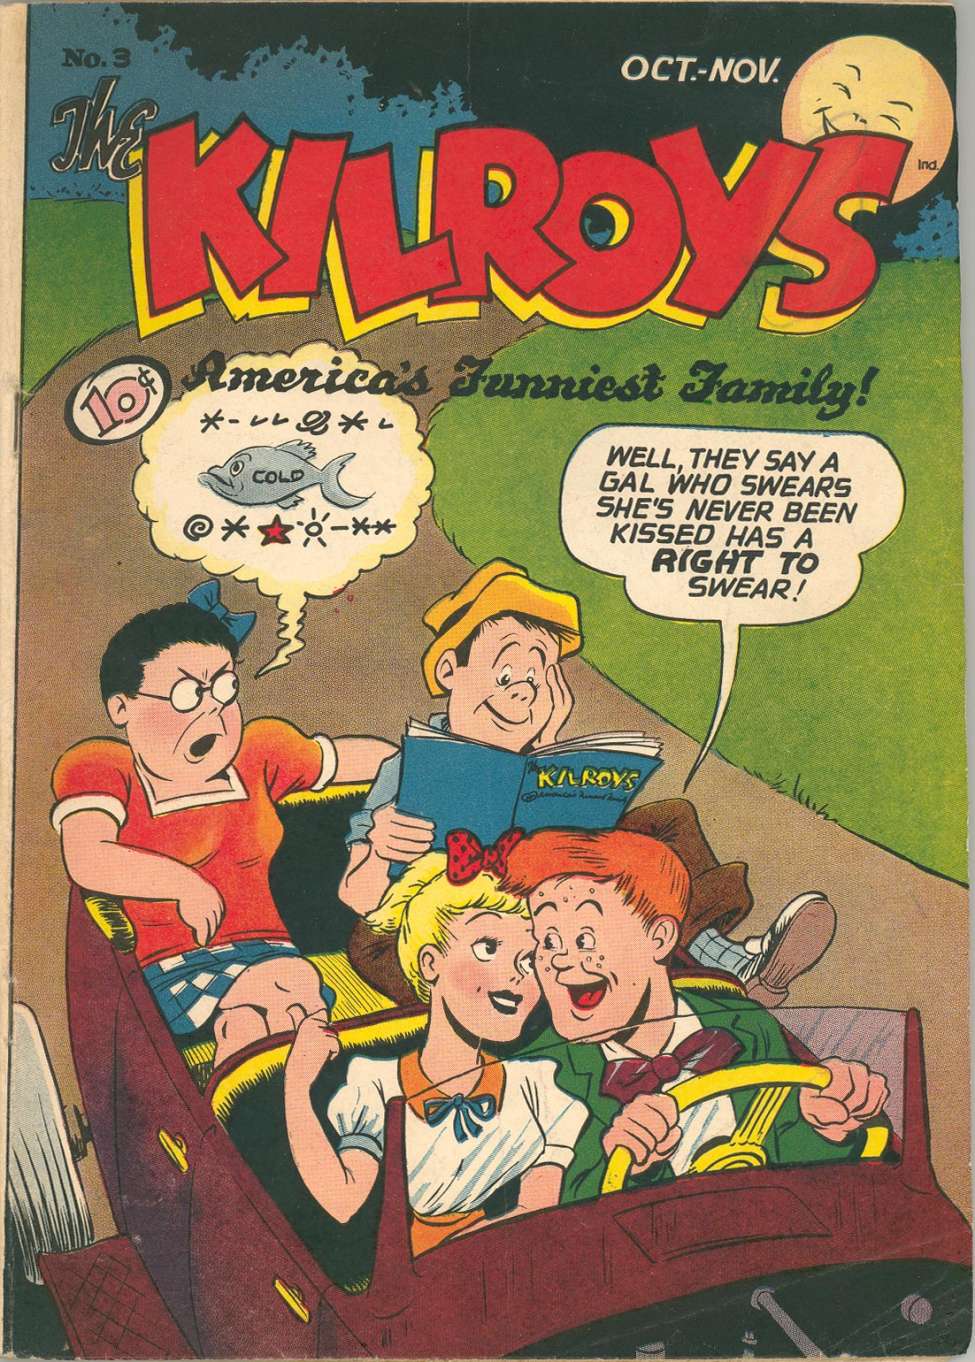 No. 3
OCT.-NOV.
The
KILROYS
Ind.
10¢
America's Funniest Family!
COLD
WELL, THEY SAY A
GAL WHO SWEARS
SHE'S NEVER BEEN
KISSED HAS A
RIGHT TO
SWEAR!
The
KILROYS